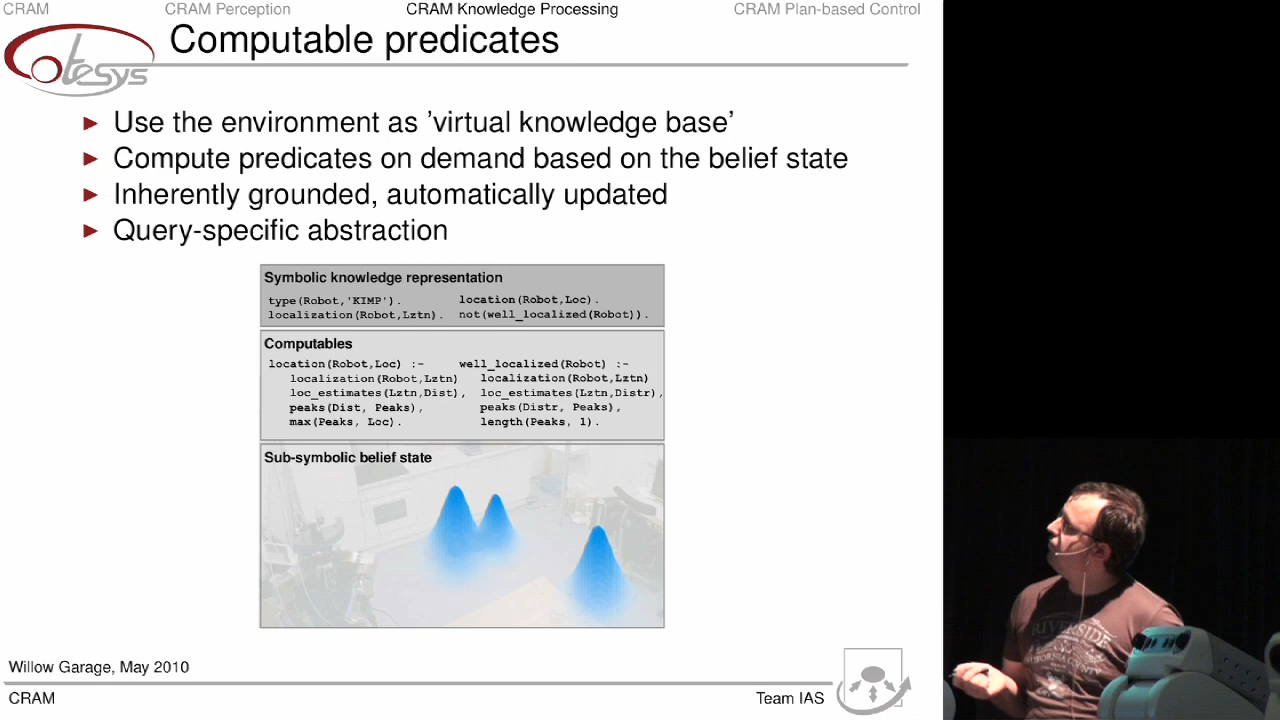 CRAM CRAM Perception CRAM Knowledge Processing CRAM Plan-based Control
Computable predicates
otesys
Use the environment as 'virtual knowledge base'
Compute predicates on demand based on the belief state
Inherently grounded, automatically updated
Query-specific abstraction
Symbolic knowledge representation
type(Robot,'KIMP'). location(Robot,Loc).
localization(Robot,Lztn). not(well_localized(Robot)).
Computables
location(Robot,Loc) :- well_localized(Robot) :-
localization(Robot,Lztn) localization(Robot,Lztn)
loc_estimates(Lztn,Dist), loc_estimates(Lztn,Distr),
peaks(Dist, Peaks), peaks(Distr, Peaks),
max(Peaks, Loc). length(Peaks, 1).
Sub-symbolic belief state
RIVERSIDE
CALIFORNIA COUNTY
Willow Garage, May 2010
CRAM Team IAS